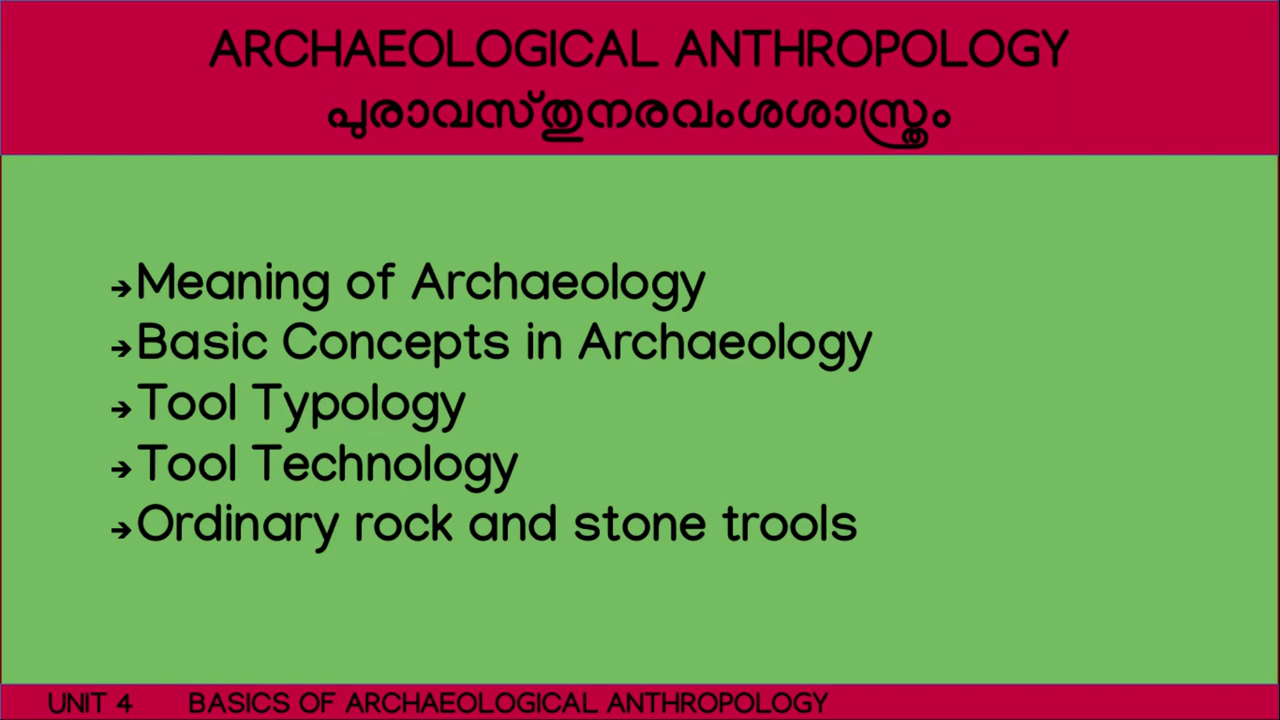 ARCHAEOLOGICAL ANTHROPOLOGY
പുരാവസ്തുനരവംശശാസ്ത്രം
→Meaning of Archaeology
→Basic Concepts in Archaeology
→Tool Typology
→Tool Technology
→Ordinary rock and stone trools
UNIT 4 BASICS OF ARCHAEOLOGICAL ANTHROPOLOGY